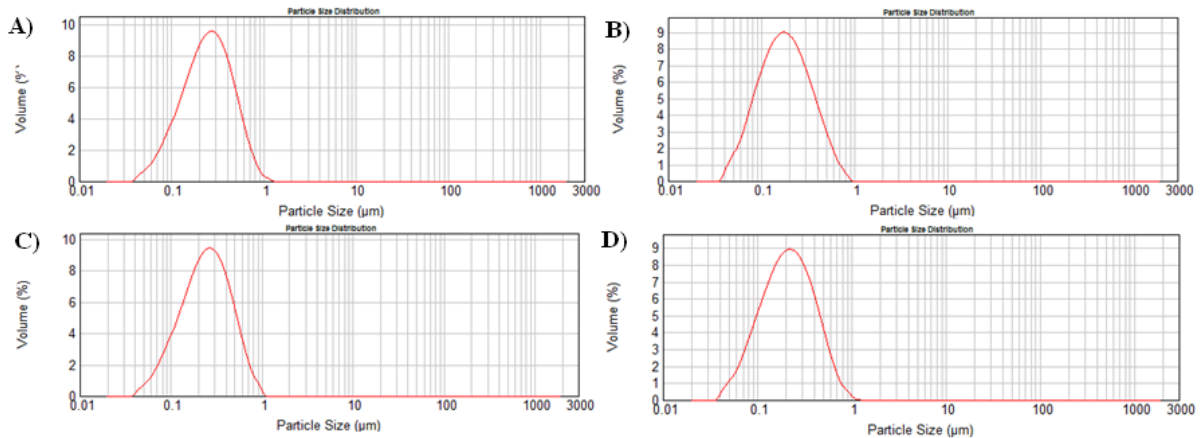 A)
Particle Size Distribution
Volume (%)
10
8
6
4
2
0
0.01 0.1 1 10 100 1000 3000
Particle Size (µm)
B)
Particle Size Distribution
Volume (%)
9
8
7
6
5
4
3
2
1
0
0.01 0.1 1 10 100 1000 3000
Particle Size (µm)
C)
Particle Size Distribution
Volume (%)
10
8
6
4
2
0
0.01 0.1 1 10 100 1000 3000
Particle Size (µm)
D)
Particle Size Distribution
Volume (%)
9
8
7
6
5
4
3
2
1
0
0.01 0.1 1 10 100 1000 3000
Particle Size (µm)